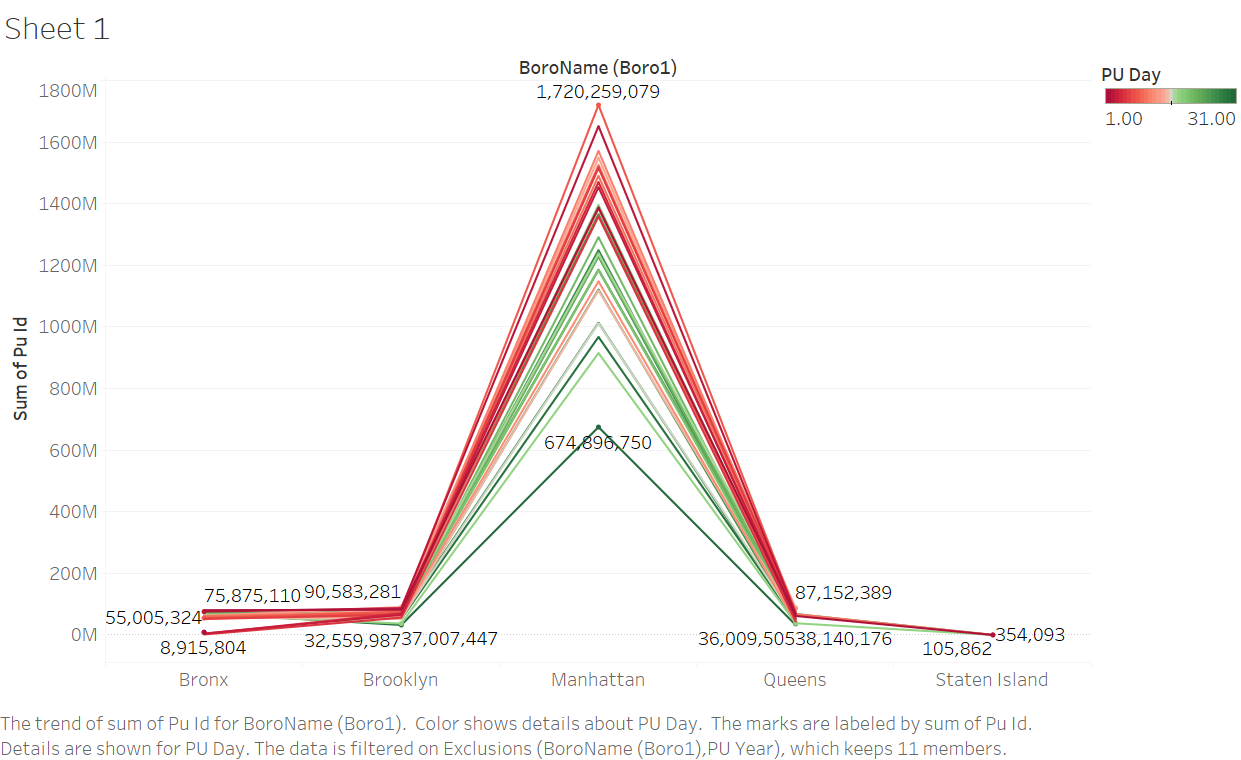 Sheet 1
BoroName (Boro1)
PU Day
1.00 31.00
1,720,259,079
1800M
1600M
1400M
1200M
1000M
800M
600M
400M
200M
0M
Sum of Pu Id
674,896,750
75,875,110
90,583,281
87,152,389
55,005,324
8,915,804
32,559,987
37,007,447
36,009,505
38,140,176
354,093
105,862
Bronx Brooklyn Manhattan Queens Staten Island
The trend of sum of Pu Id for BoroName (Boro1). Color shows details about PU Day. The marks are labeled by sum of Pu Id.
Details are shown for PU Day. The data is filtered on Exclusions (BoroName (Boro1),PU Year), which keeps 11 members.